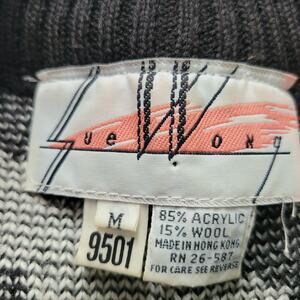 Sue Wong
M
9501
85% ACRYLIC
15% WOOL
MADE IN HONG KONG
RN 26-587
FOR CARE SEE REVERSE